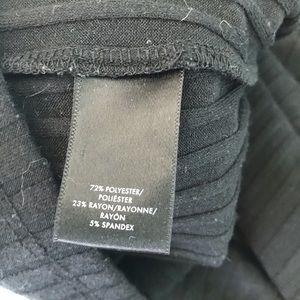 72% POLYESTER/
POLIÉSTER
23% RAYON/RAYONNE/
RAYÓN
5% SPANDEX